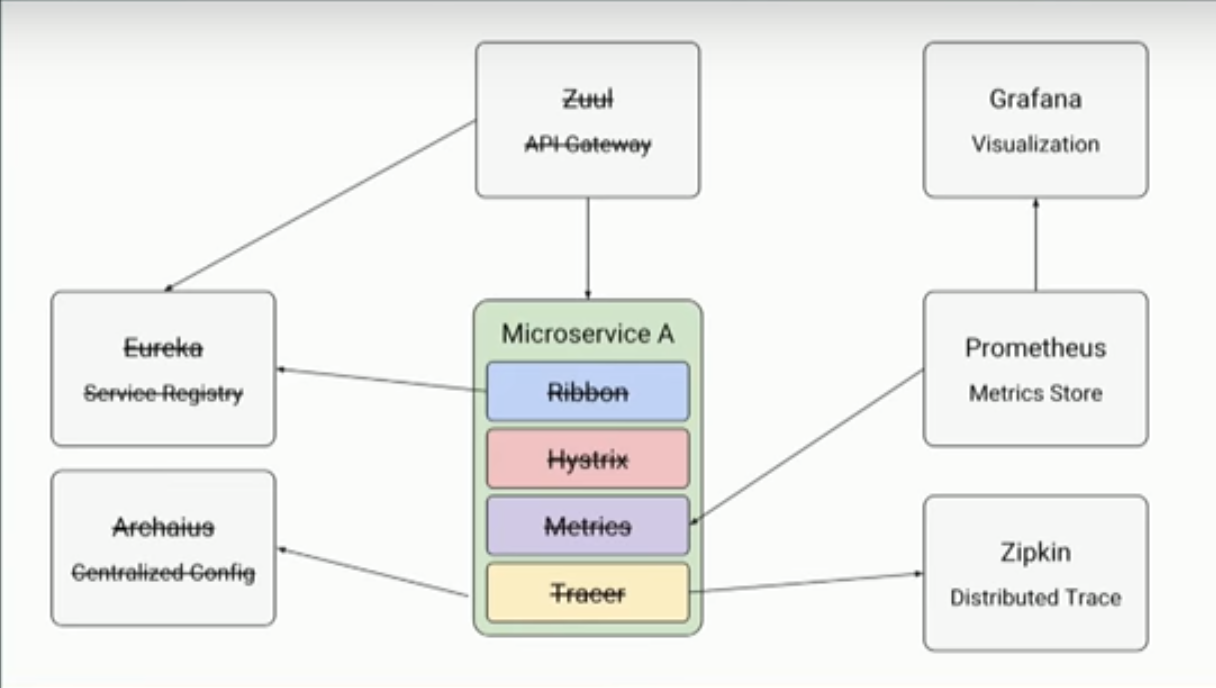 Zuul
API Gateway
Grafana
Visualization
Eureka
Service Registry
Microservice A
Ribbon
Hystrix
Metrics
Tracer
Prometheus
Metrics Store
Archaius
Centralized Config
Zipkin
Distributed Trace